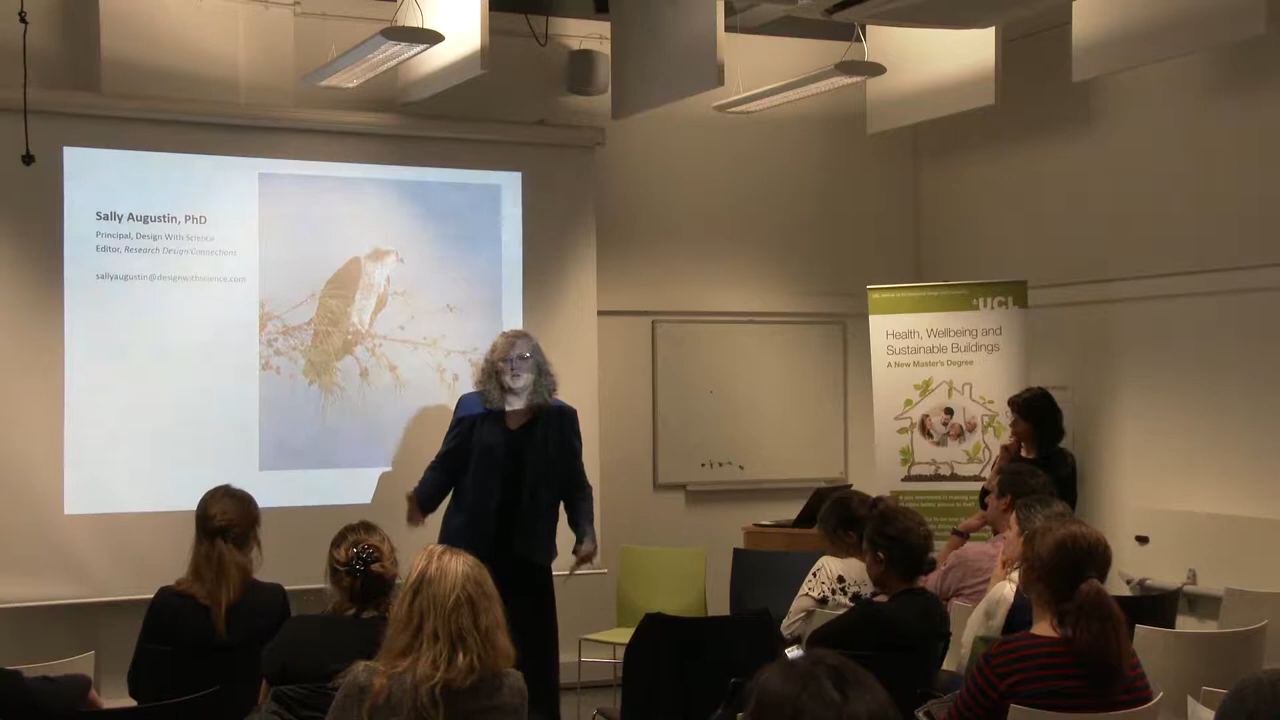 Sally Augustin, PhD
Principal, Design With Science
Editor, Research Design Connections
sallyaugustin@designwithscience.com
UCL
Health, Wellbeing and
Sustainable Buildings
A New Master's Degree